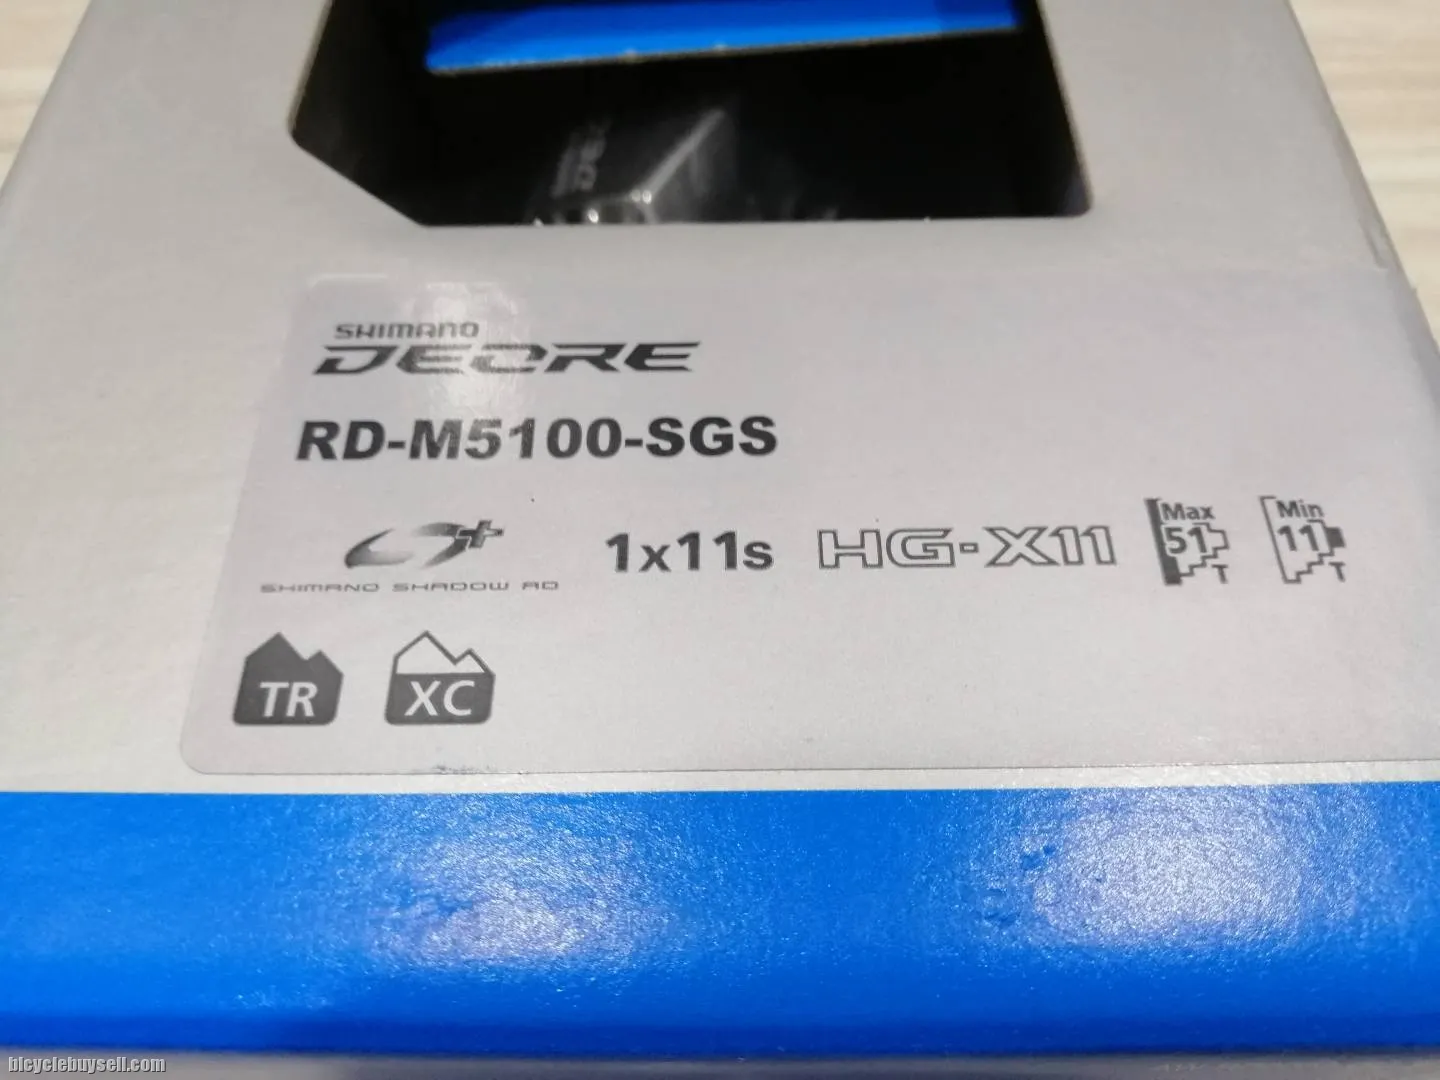 SHIMANO
DEORE
RD-M5100-SGS
SHIMANO SHADOW RD
1x11s
HG-X11
Max
51
T
Min
11
T
TR
XC
bicyclebuysell.com